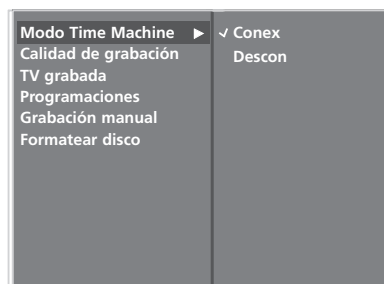 Modo Time Machine ► ✓ Conex
Calidad de grabación Descon
TV grabada
Programaciones
Grabación manual
Formatear disco